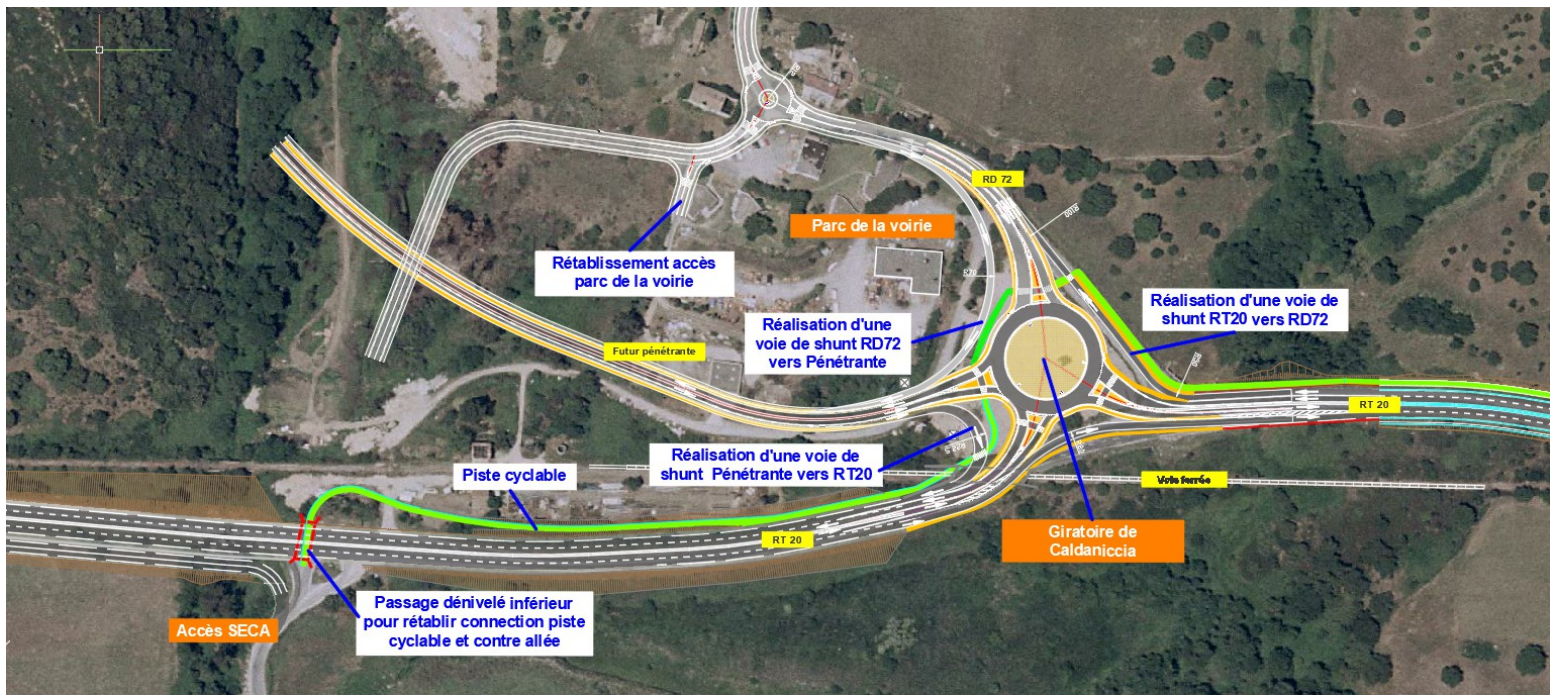 RD 72
Parc de la voirie
Rétablissement accès
parc de la voirie
Réalisation d'une
voie de shunt RD72
vers Pénétrante
Réalisation d'une voie de
shunt RT20 vers RD72
Futur pénétrante
RT 20
Réalisation d'une voie de
shunt Pénétrante vers RT20
Piste cyclable
Voie ferrée
RT 20
Giratoire de
Caldaniccia
Passage dénivelé inférieur
pour rétablir connection piste
cyclable et contre allée
Accès SECA
R100